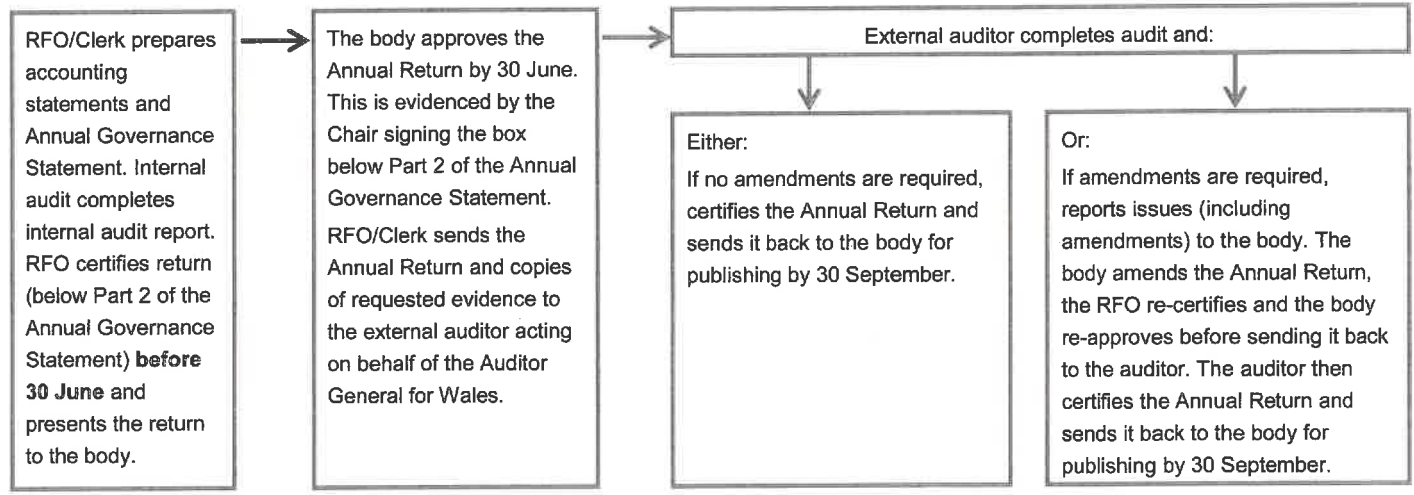 RFO/Clerk prepares
accounting
statements and
Annual Governance
Statement. Internal
audit completes
internal audit report.
RFO certifies return
(below Part 2 of the
Annual Governance
Statement) before
30 June and
presents the return
to the body.
The body approves the
Annual Return by 30 June.
This is evidenced by the
Chair signing the box
below Part 2 of the Annual
Governance Statement.
RFO/Clerk sends the
Annual Return and copies
of requested evidence to
the external auditor acting
on behalf of the Auditor
General for Wales.
External auditor completes audit and:
Either:
If no amendments are required,
certifies the Annual Return and
sends it back to the body for
publishing by 30 September.
Or:
If amendments are required,
reports issues (including
amendments) to the body. The
body amends the Annual Return,
the RFO re-certifies and the body
re-approves before sending it back
to the auditor. The auditor then
certifies the Annual Return and
sends it back to the body for
publishing by 30 September.